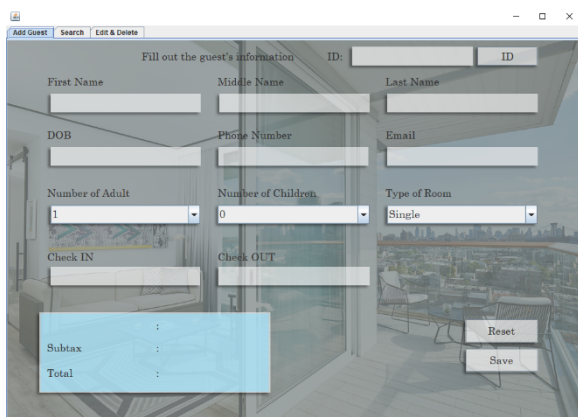 Add Guest Search Edit & Delete
Fill out the guest's information ID: ID
First Name Middle Name Last Name
DOB Phone Number Email
Number of Adult Number of Children Type of Room
1 0 Single
Check IN Check OUT
:
Subtax :
Total :
Reset
Save